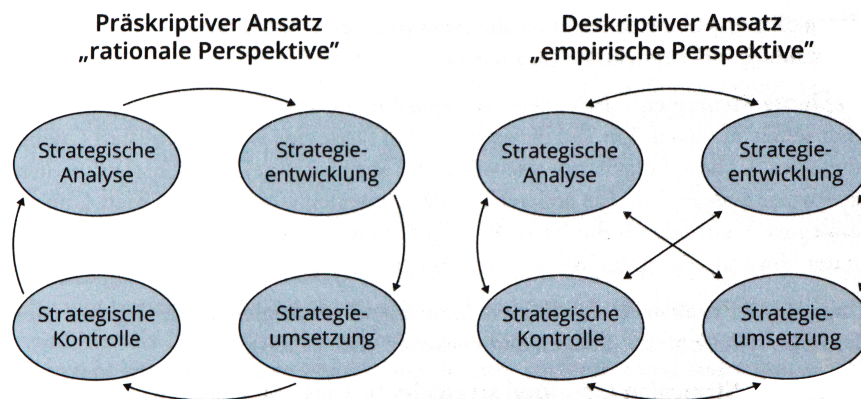 Präskriptiver Ansatz
„rationale Perspektive”
Strategische
Analyse
Strategie-
entwicklung
Strategische
Kontrolle
Strategie-
umsetzung
Deskriptiver Ansatz
„empirische Perspektive”
Strategische
Analyse
Strategie-
entwicklung
Strategische
Kontrolle
Strategie-
umsetzung